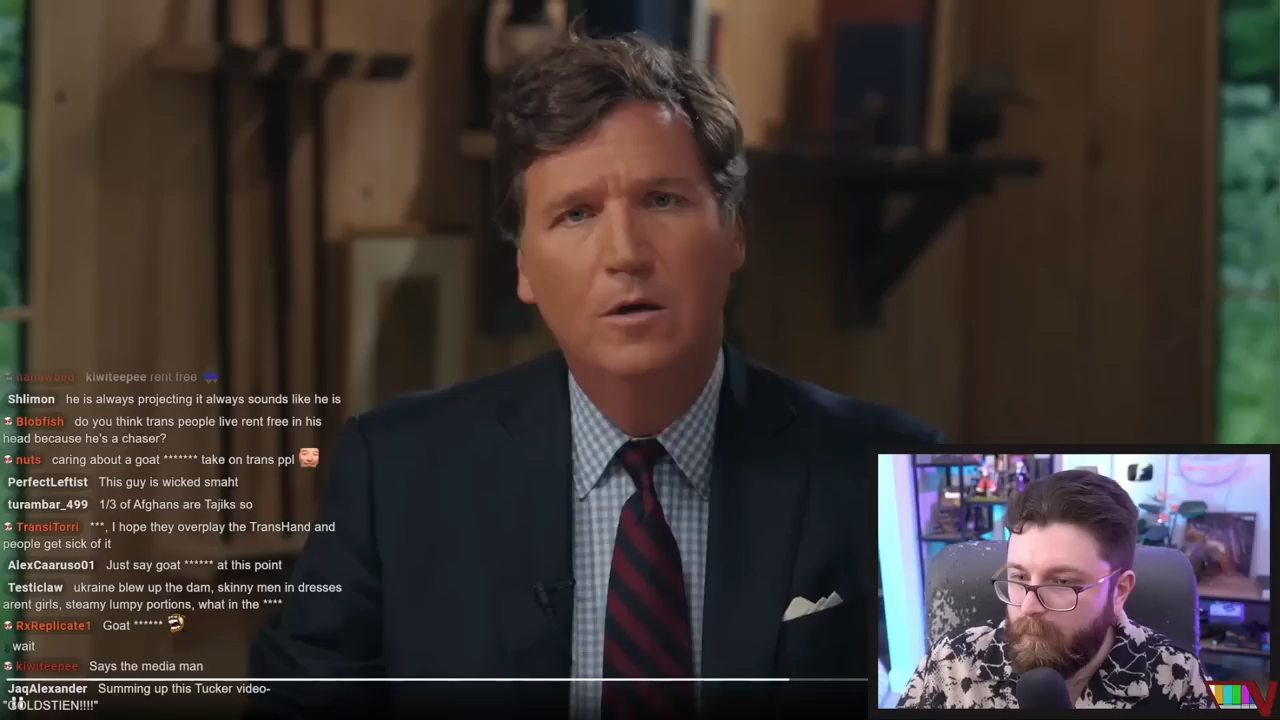 nanawood kiwiteepee rent free
Shlimon he is always projecting it always sounds like he is
Blobfish do you think trans people live rent free in his
head because he's a chaser?
nuts caring about a goat ******* take on trans ppl
PerfectLeftist This guy is wicked smaht
turambar_499 1/3 of Afghans are Tajiks so
TransiTorri ***, I hope they overplay the TransHand and
people get sick of it
AlexCaaruso01 Just say goat ****** at this point
Testiclaw ukraine blew up the dam, skinny men in dresses
arent girls, steamy lumpy portions, what in the ****
RxReplicate1 Goat ******
wait
kiwiteepee Says the media man
JaqAlexander Summing up this Tucker video-
"GOLDSTIEN!!!!"
V